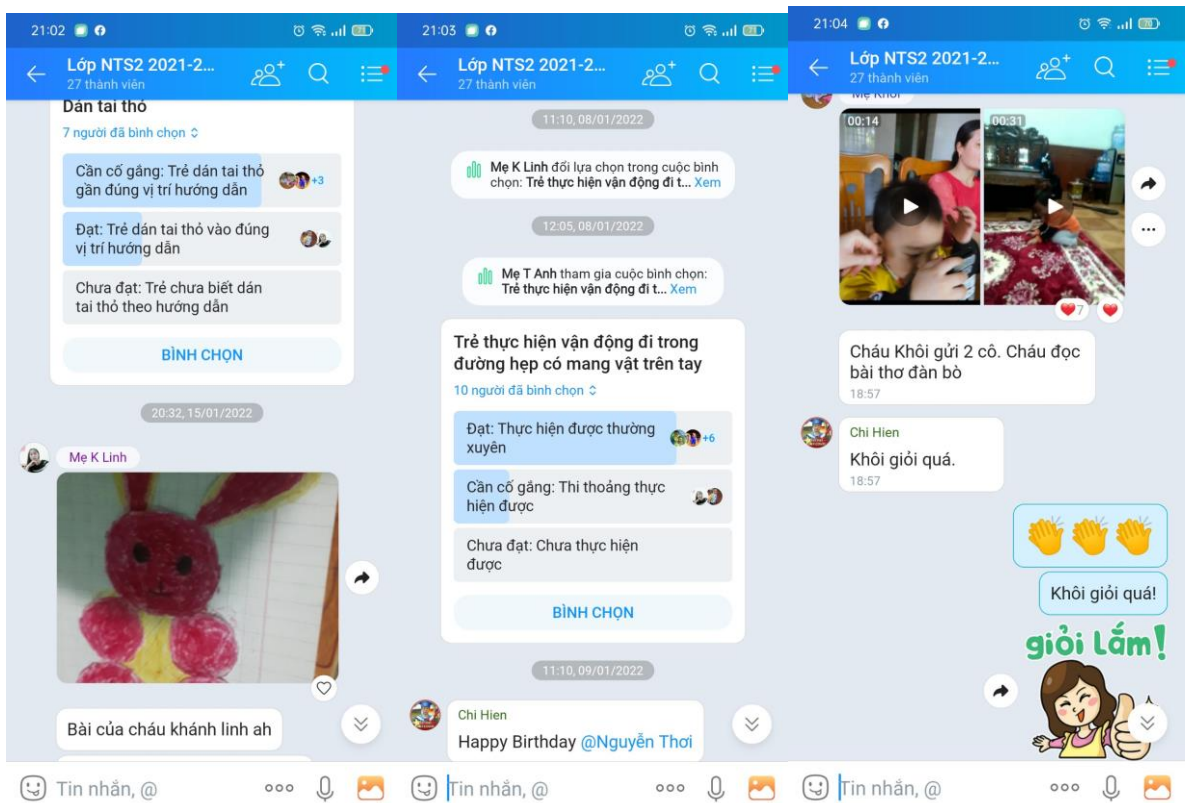 21:02
71
Lớp NTS2 2021-2...
27 thành viên
Dán tai thỏ
7 người đã bình chọn
Cần cố gắng: Trẻ dán tai thỏ
gần đúng vị trí hướng dẫn
+3
Đạt: Trẻ dán tai thỏ vào đúng
vị trí hướng dẫn
Chưa đạt: Trẻ chưa biết dán
tai thỏ theo hướng dẫn
BÌNH CHỌN
20:32, 15/01/2022
Mẹ K Linh
Bài của cháu khánh linh ah
Tin nhắn, @
21:03
71
Lớp NTS2 2021-2...
27 thành viên
11:10, 08/01/2022
Mẹ K Linh đổi lựa chọn trong cuộc bình
chọn: Trẻ thực hiện vận động đi t... Xem
12:05, 08/01/2022
Mẹ T Anh tham gia cuộc bình chọn:
Trẻ thực hiện vận động đi t... Xem
Trẻ thực hiện vận động đi trong
đường hẹp có mang vật trên tay
10 người đã bình chọn
Đạt: Thực hiện được thường
xuyên
+6
Cần cố gắng: Thi thoảng thực
hiện được
Chưa đạt: Chưa thực hiện
được
BÌNH CHỌN
11:10, 09/01/2022
Chi Hien
Happy Birthday @Nguyễn Thơi
Tin nhắn, @
21:04
70
Lớp NTS2 2021-2...
27 thành viên
Mẹ Khôi
00:14
00:31
7
Cháu Khôi gửi 2 cô. Cháu đọc
bài thơ đàn bò
18:57
Chi Hien
Khôi giỏi quá.
18:57
Khôi giỏi quá!
giỏi Lắm!
Tin nhắn, @